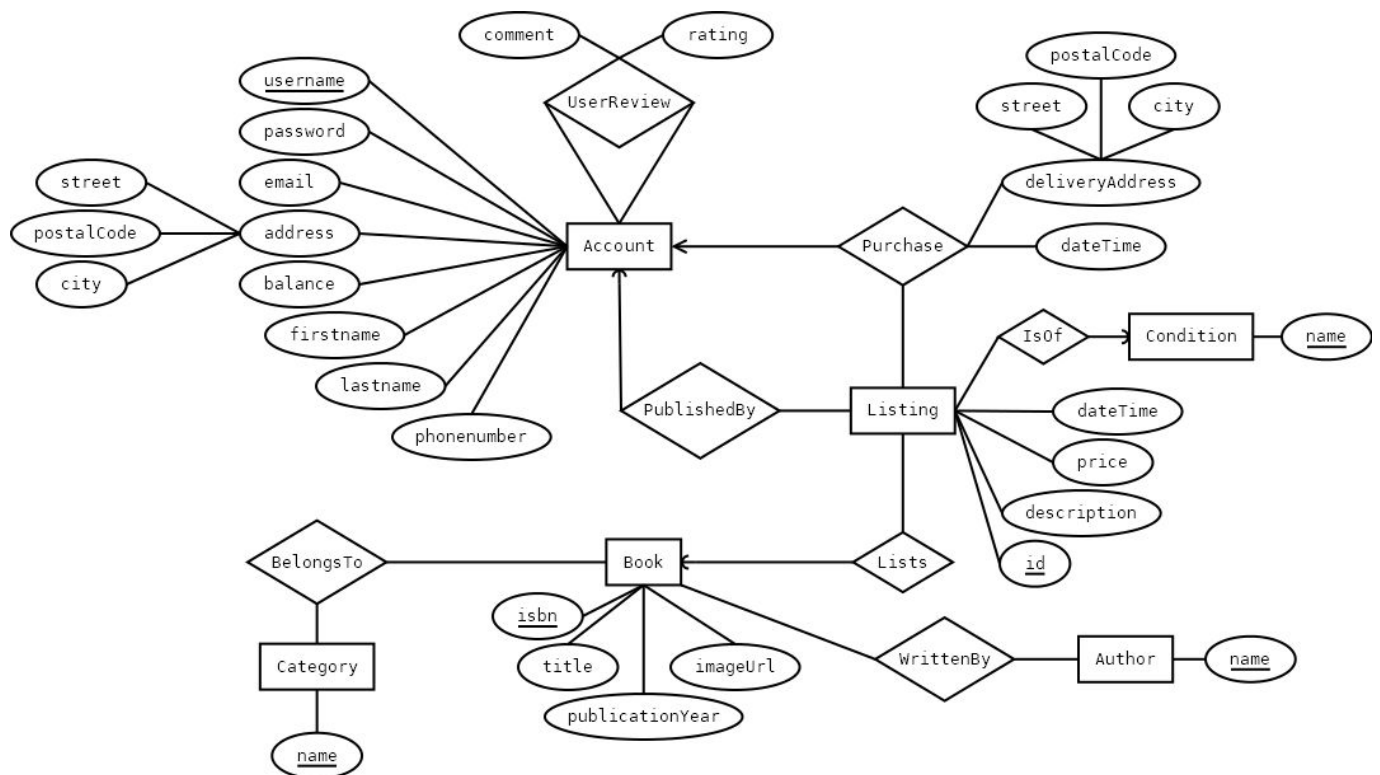 comment
rating
postalCode
username
UserReview
street
city
password
street
email
deliveryAddress
postalCode
address
Account
Purchase
dateTime
city
balance
firstname
IsOf
Condition
name
lastname
PublishedBy
Listing
dateTime
phonenumber
price
description
BelongsTo
Book
Lists
id
isbn
Category
title
imageUrl
WrittenBy
Author
name
publicationYear
name